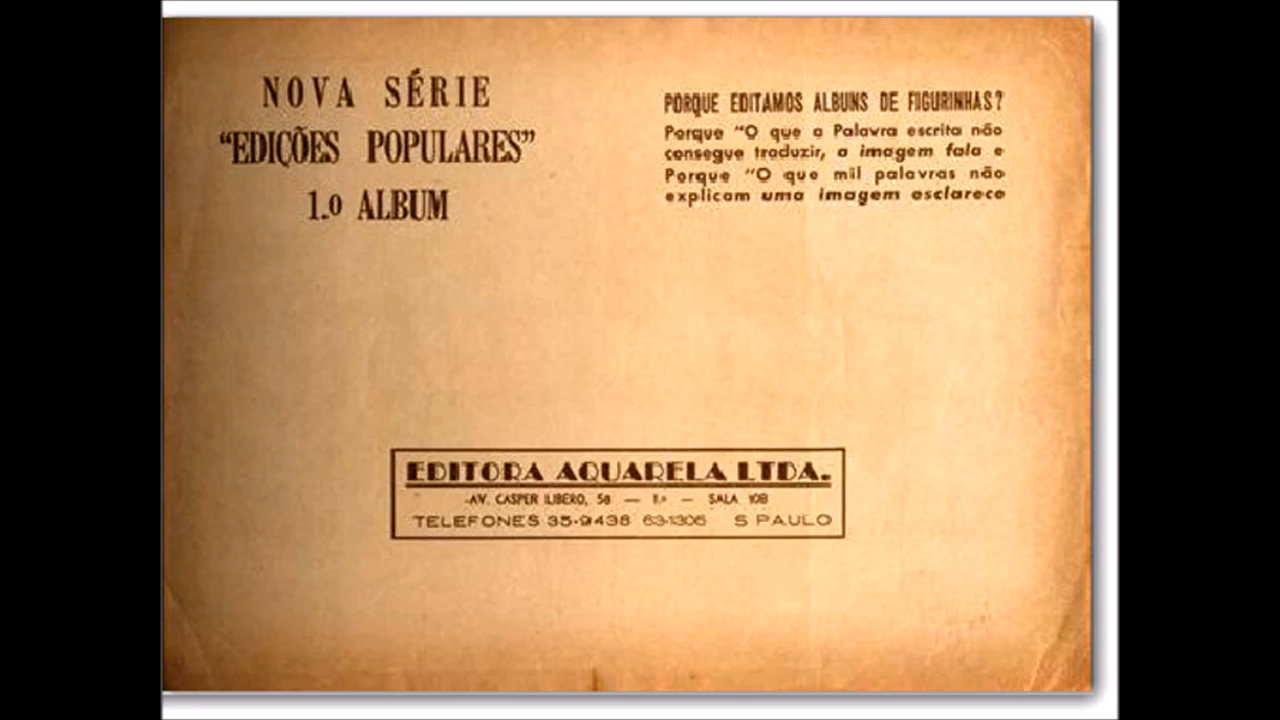 NOVA SÉRIE
“EDIÇÕES POPULARES”
1.o ALBUM
PORQUE EDITAMOS ALBUNS DE FIGURINHAS?
Porque “O que a Palavra escrita não
consegue traduzir, a imagem fala e
Porque “O que mil palavras não
explicam uma imagem esclarece
EDITORA AQUARELA LTDA.
AV. CASPER LIBERO, 58 — 11.o — SALA 108
TELEFONES 35-9438 63-1306 S PAULO